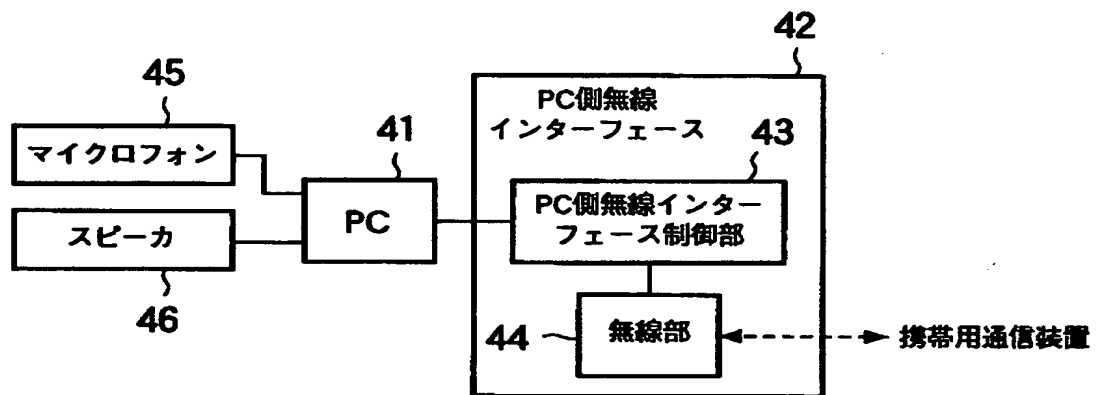 42
45
PC側無線
インターフェース
41
43
マイクロフォン
PC
PC側無線インター
フェース制御部
スピーカ
46
44
無線部
携帯用通信装置